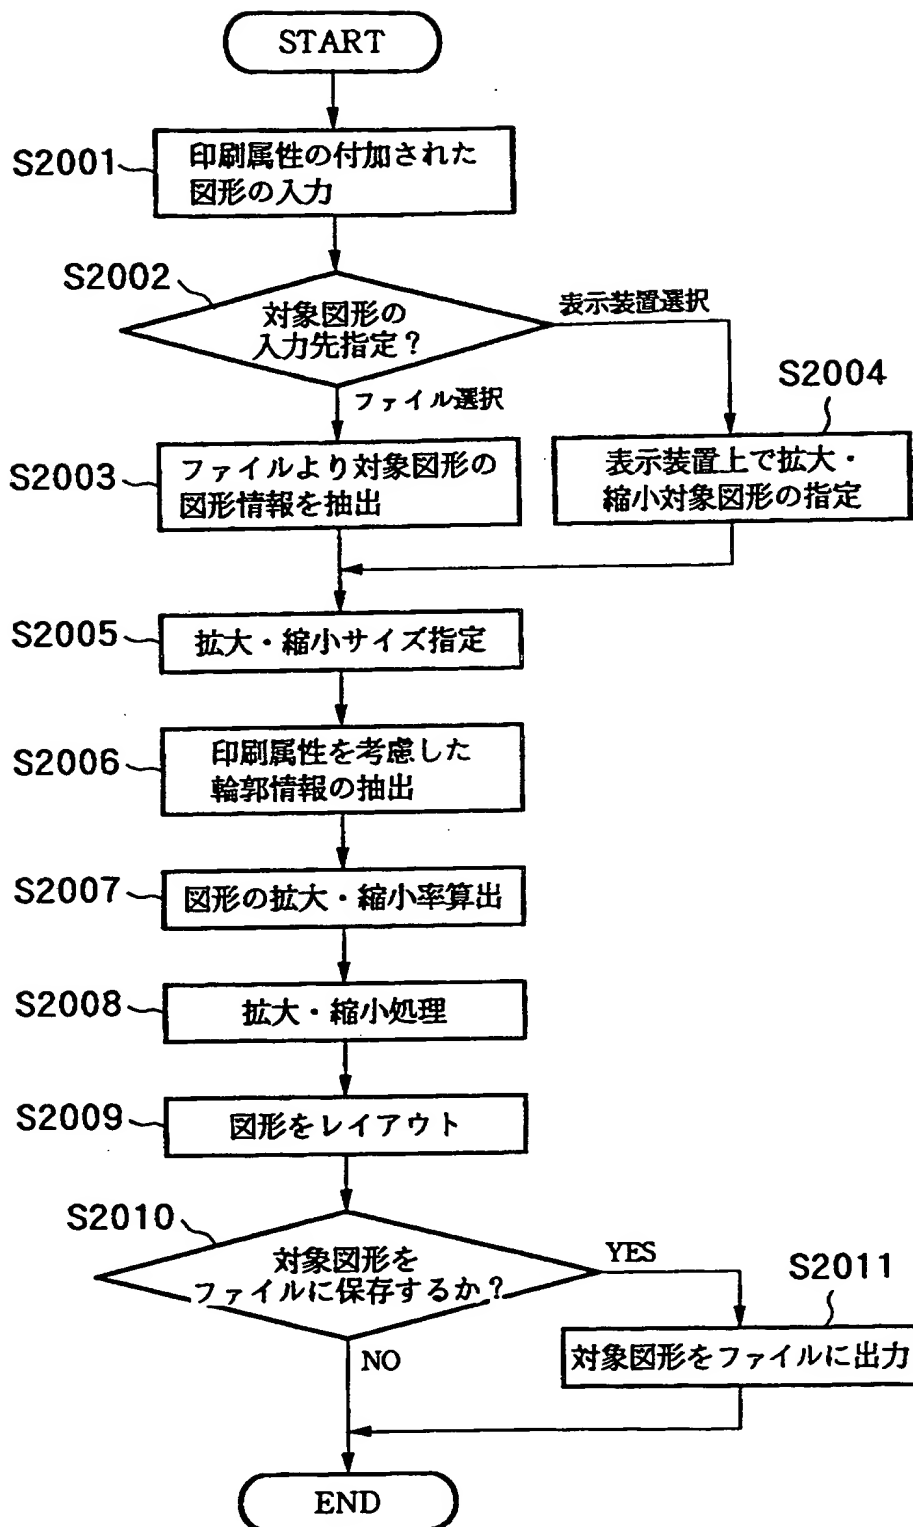 START
S2001
印刷属性の付加された
図形の入力
S2002
対象図形の
入力先指定？
表示装置選択
ファイル選択
S2003
ファイルより対象図形の
図形情報を抽出
S2004
表示装置上で拡大・
縮小対象図形の指定
S2005
拡大・縮小サイズ指定
S2006
印刷属性を考慮した
輪郭情報の抽出
S2007
図形の拡大・縮小率算出
S2008
拡大・縮小処理
S2009
図形をレイアウト
S2010
対象図形を
ファイルに保存するか？
YES
NO
S2011
対象図形をファイルに出力
END